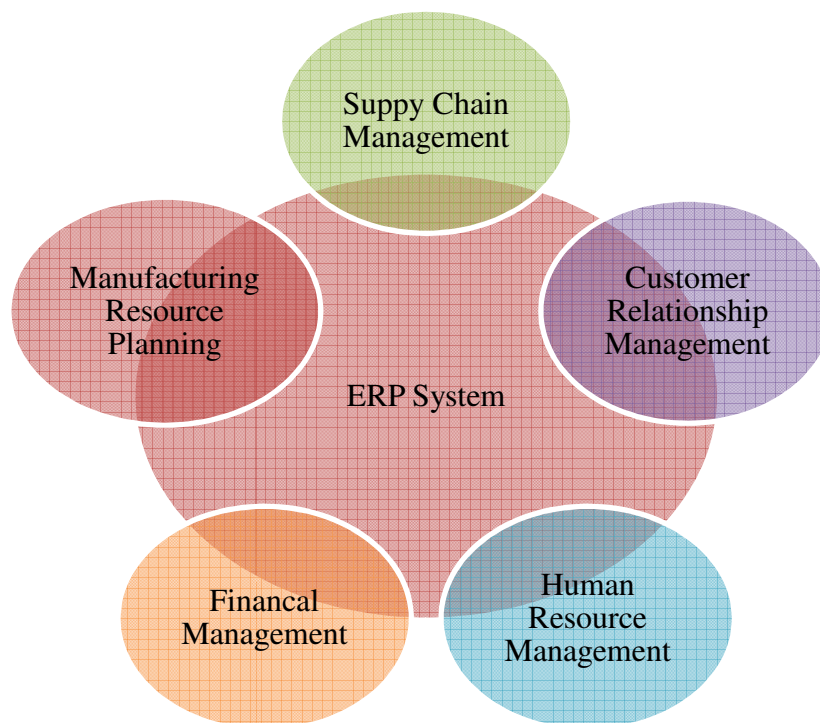 Suppy Chain
Management
Manufacturing
Resource
Planning
Customer
Relationship
Management
ERP System
Financal
Management
Human
Resource
Management